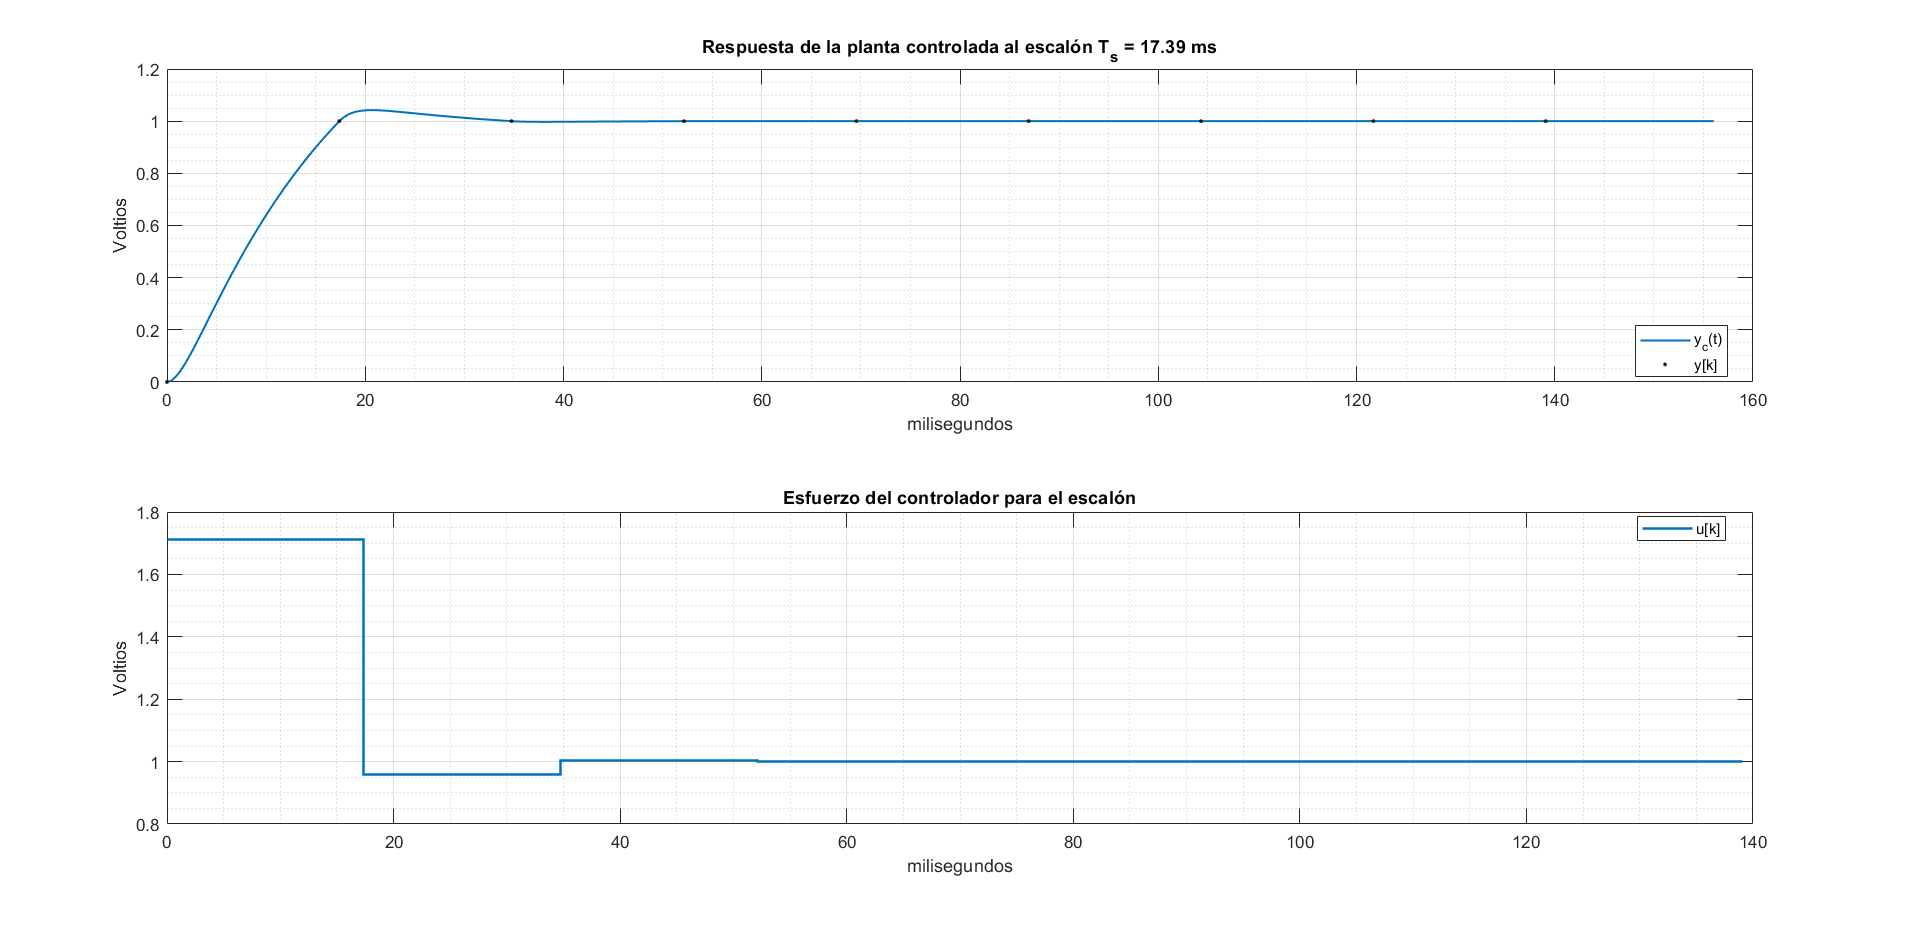 Respuesta de la planta controlada al escalón T_s = 17.39 ms
1.2
1
0.8
0.6
0.4
0.2
0
Voltios
y_c(t)
y[k]
0 20 40 60 80 100 120 140 160
milisegundos
Esfuerzo del controlador para el escalón
1.8
1.6
1.4
1.2
1
0.8
Voltios
u[k]
0 20 40 60 80 100 120 140
milisegundos